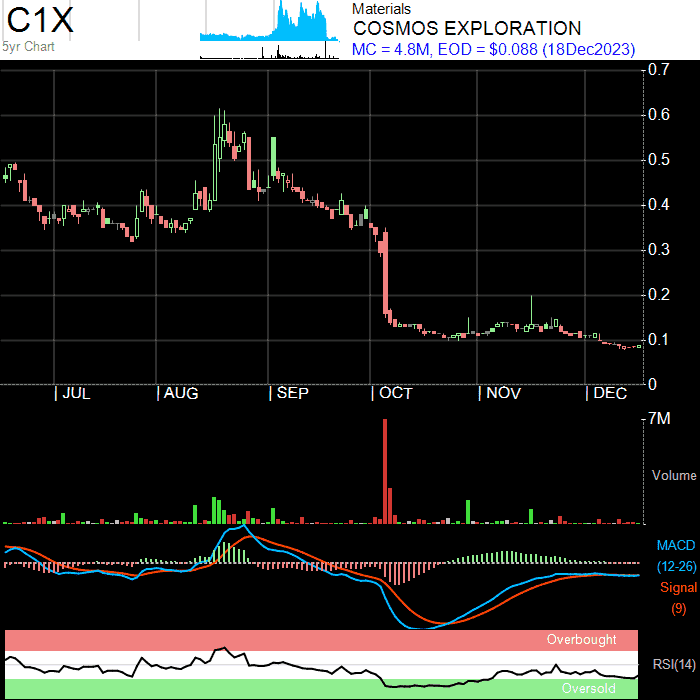 C1X
5yr Chart
Materials
COSMOS EXPLORATION
MC = 4.8M, EOD = $0.088 (18Dec2023)
0.7
0.6
0.5
0.4
0.3
0.2
0.1
0
JUL
AUG
SEP
OCT
NOV
DEC
7M
Volume
MACD
(12-26)
Signal
(9)
Overbought
RSI(14)
Oversold